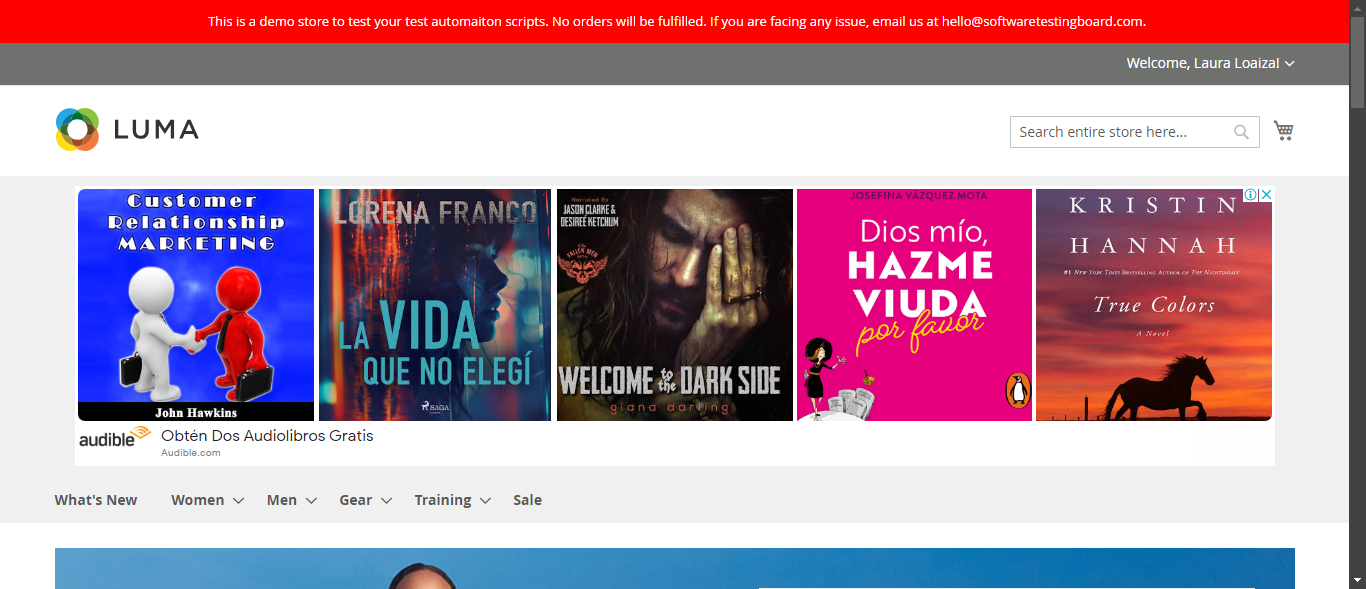 This is a demo store to test your test automaiton scripts. No orders will be fulfilled. If you are facing any issue, email us at hello@softwaretestingboard.com.
Welcome, Laura Loaiza!
LUMA
Search entire store here...
Customer
Relationship
MARKETING
John Hawkins
LORENA FRANCO
LA VIDA
QUE NO ELEGÍ
SAGA
Narrated By
JASON CLARKE &
DESIREE KETCHUM
THE
FALLEN MEN
WELCOME to the DARK SIDE
giana darling
JOSEFINA VÁZQUEZ MOTA
Dios mío,
HAZME
VIUDA
por favor
KRISTIN
HANNAH
#1 NEW YORK TIMES BESTSELLING AUTHOR OF THE NIGHTINGALE
True Colors
A Novel
audible
Obtén Dos Audiolibros Gratis
Audible.com
What's New Women Men Gear Training Sale